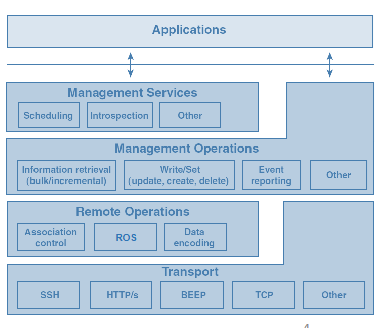 Applications
Management Services
Scheduling
Introspection
Other
Management Operations
Information retrieval
(bulk/incremental)
Write/Set
(update, create, delete)
Event
reporting
Other
Remote Operations
Association
control
ROS
Data
encoding
Transport
SSH
HTTP/s
BEEP
TCP
Other